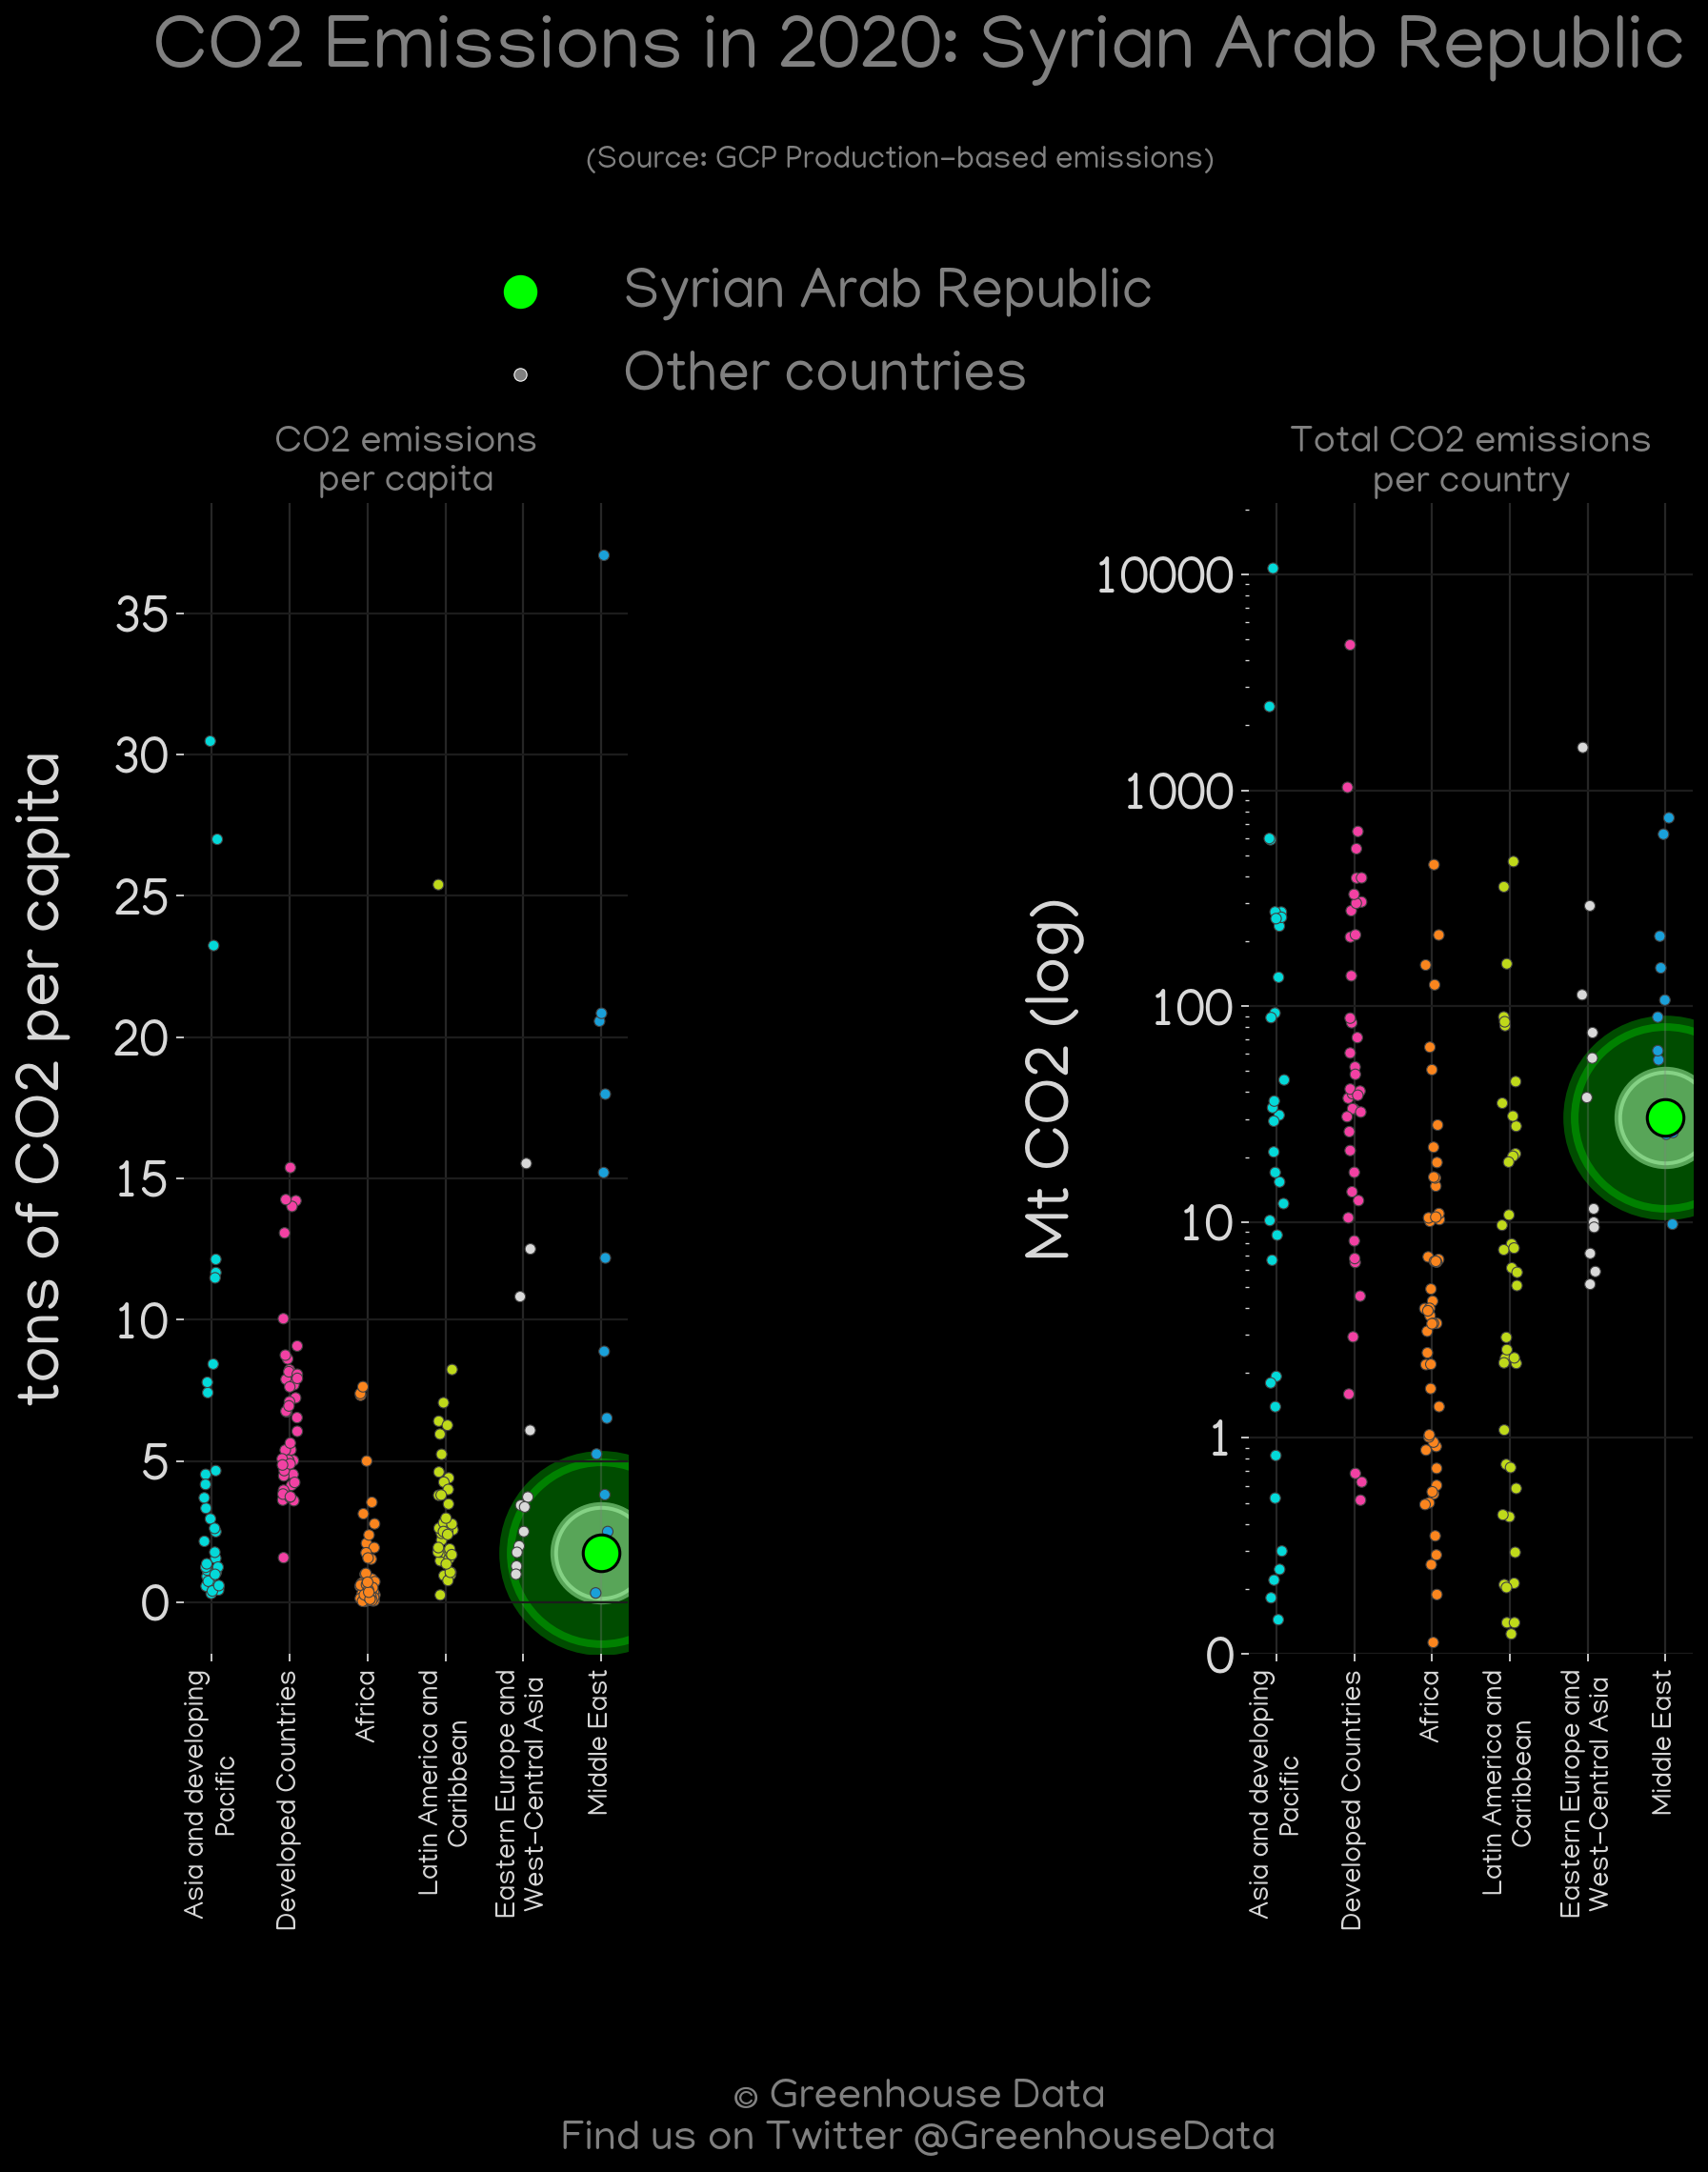 CO2 Emissions in 2020: Syrian Arab Republic
(Source: GCP Production-based emissions)
Syrian Arab Republic
Other countries
CO2 emissions
per capita
tons of CO2 per capita
35
30
25
20
15
10
5
0
Asia and developing
Pacific
Developed Countries
Africa
Latin America and
Caribbean
Eastern Europe and
West-Central Asia
Middle East
Total CO2 emissions
per country
Mt CO2 (log)
10000
1000
100
10
1
0
Asia and developing
Pacific
Developed Countries
Africa
Latin America and
Caribbean
Eastern Europe and
West-Central Asia
Middle East
© Greenhouse Data
Find us on Twitter @GreenhouseData